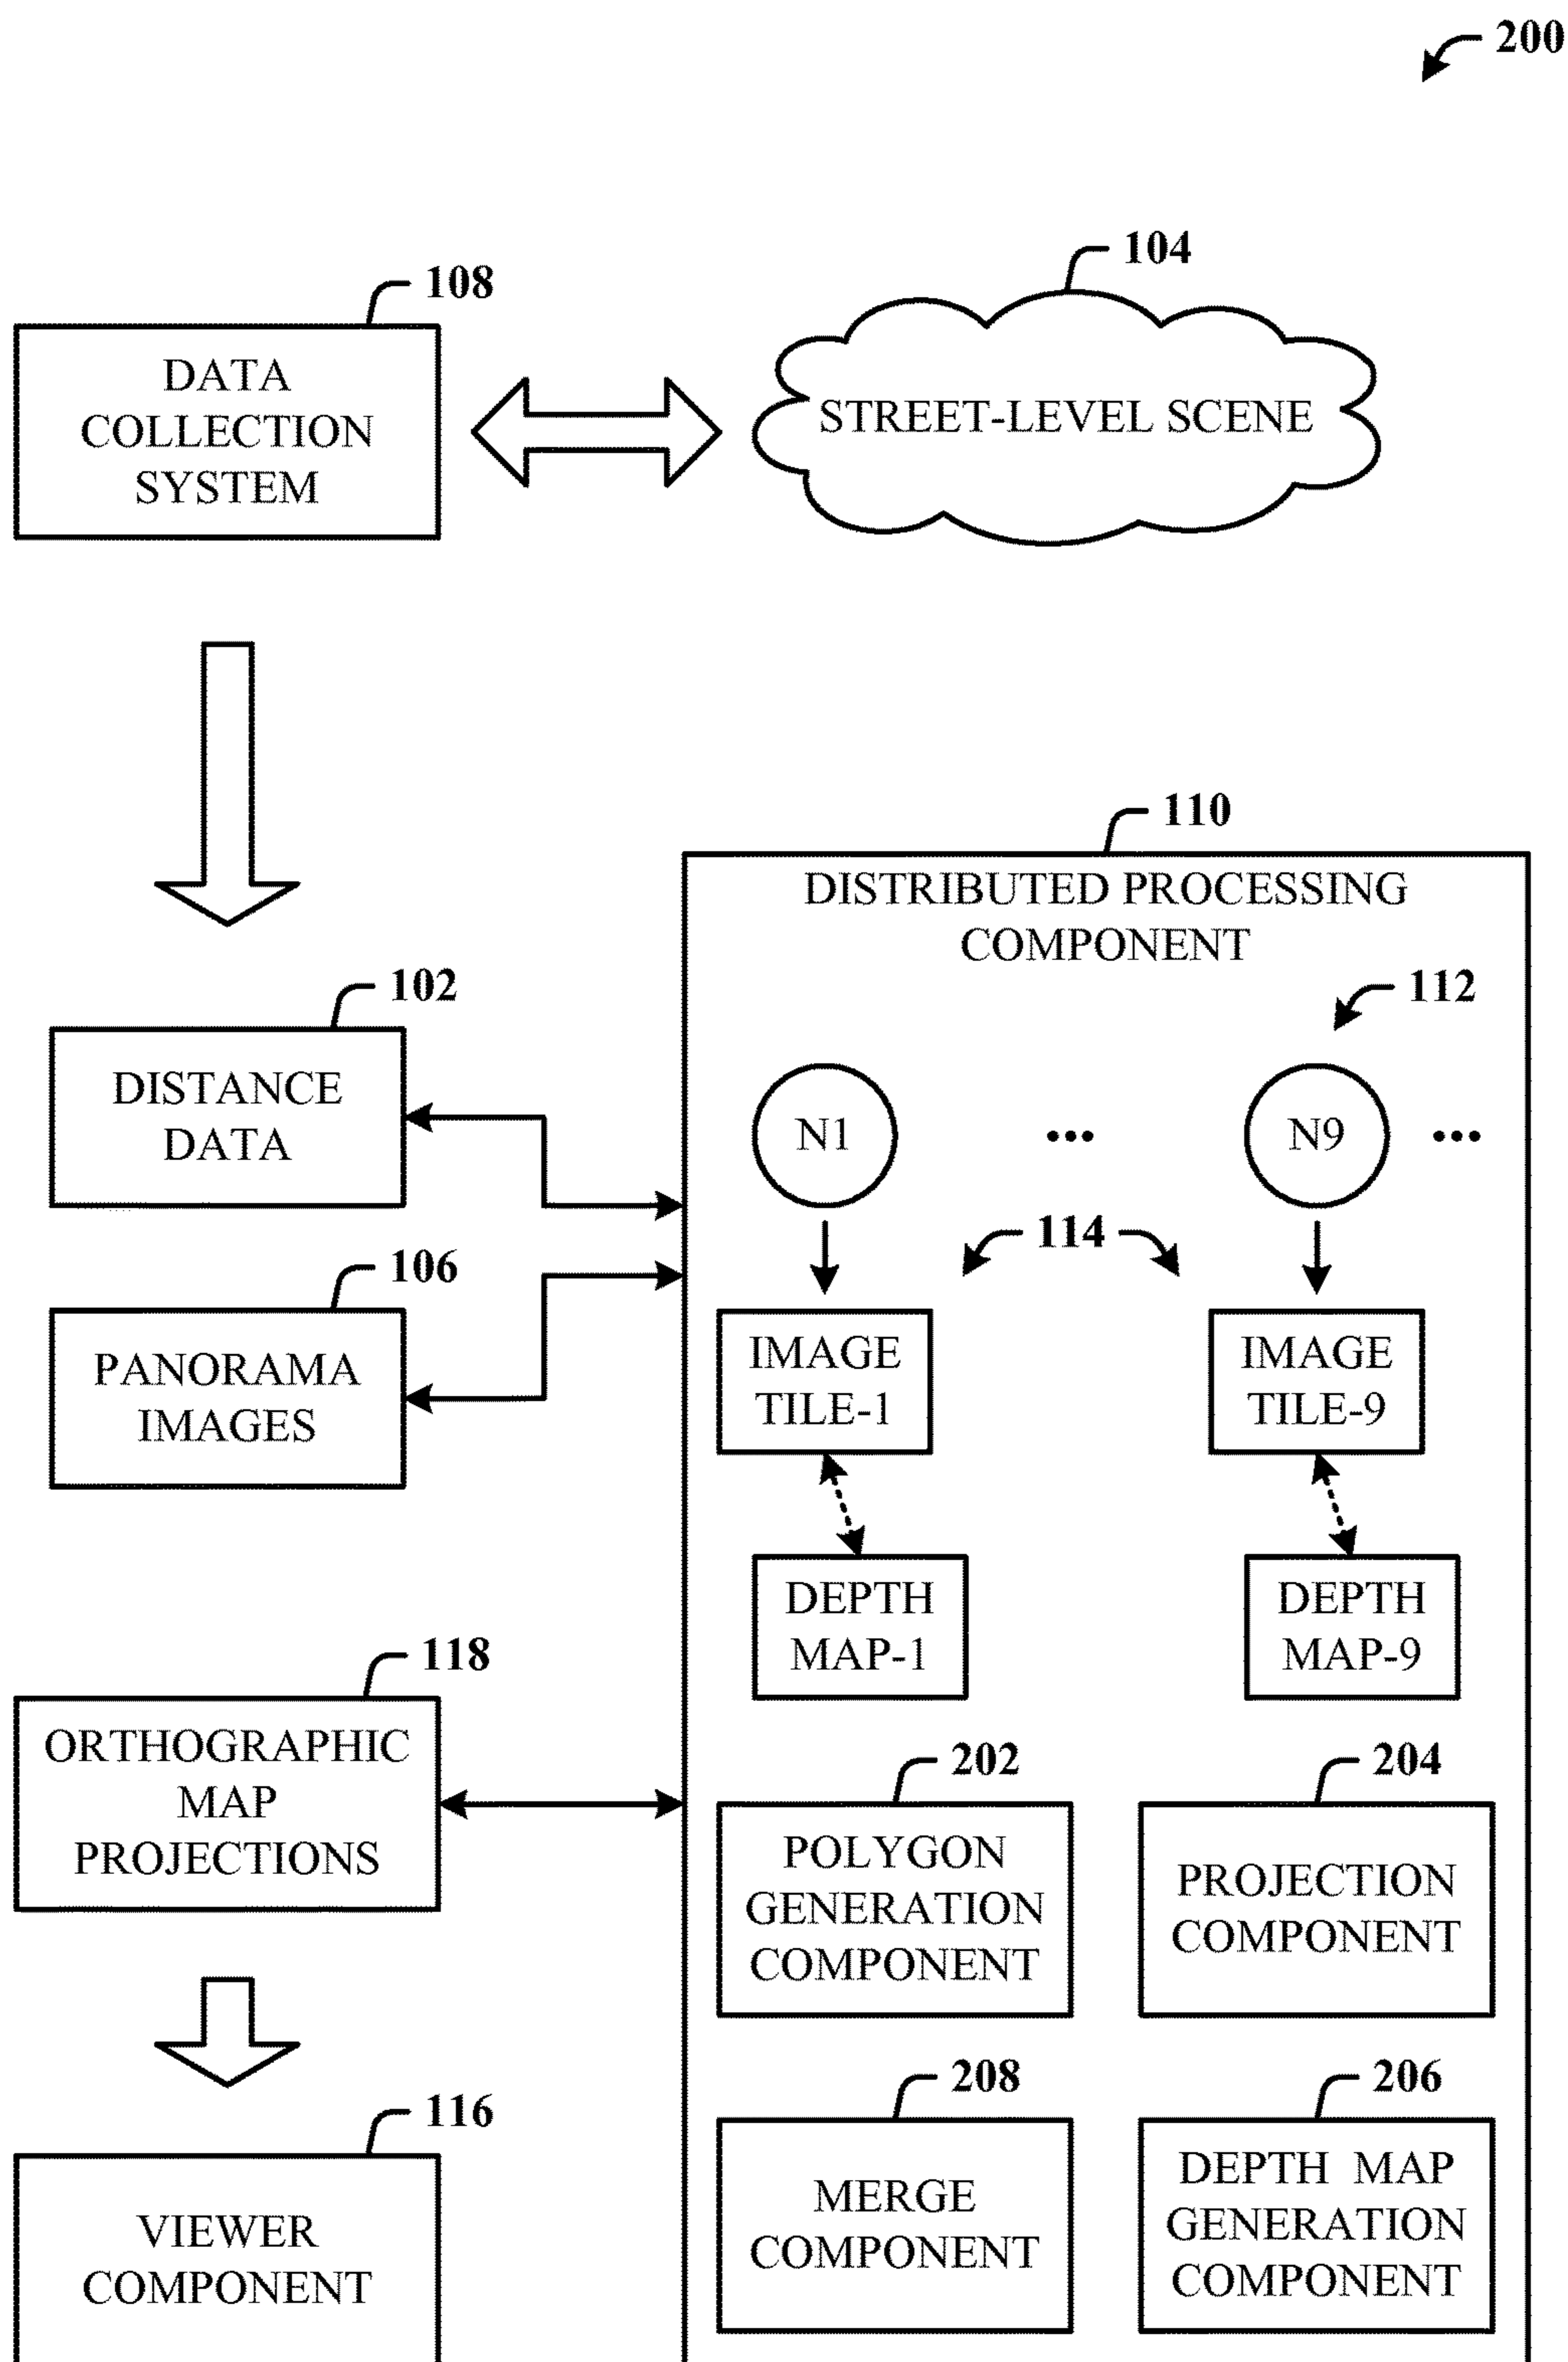 200
104
108
DATA
COLLECTION
SYSTEM
STREET-LEVEL SCENE
110
DISTRIBUTED PROCESSING
COMPONENT
102
112
DISTANCE
DATA
N1
...
N9
...
114
106
PANORAMA
IMAGES
IMAGE
TILE-1
IMAGE
TILE-9
DEPTH
MAP-1
DEPTH
MAP-9
118
ORTHOGRAPHIC
MAP
PROJECTIONS
202
POLYGON
GENERATION
COMPONENT
204
PROJECTION
COMPONENT
116
VIEWER
COMPONENT
208
MERGE
COMPONENT
206
DEPTH MAP
GENERATION
COMPONENT